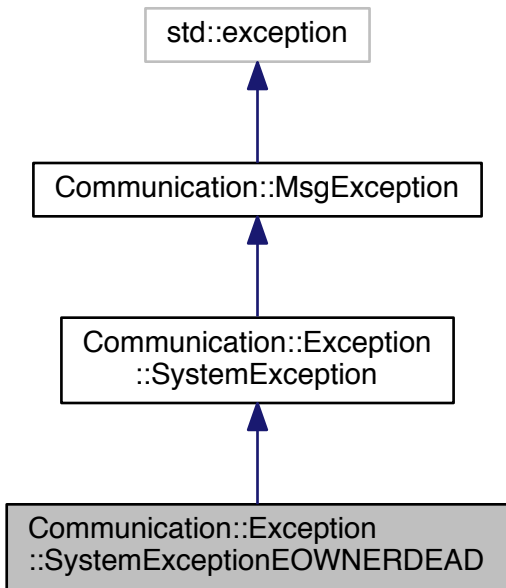 std::exception
Communication::MsgException
Communication::Exception
::SystemException
Communication::Exception
::SystemExceptionEOWNERDEAD